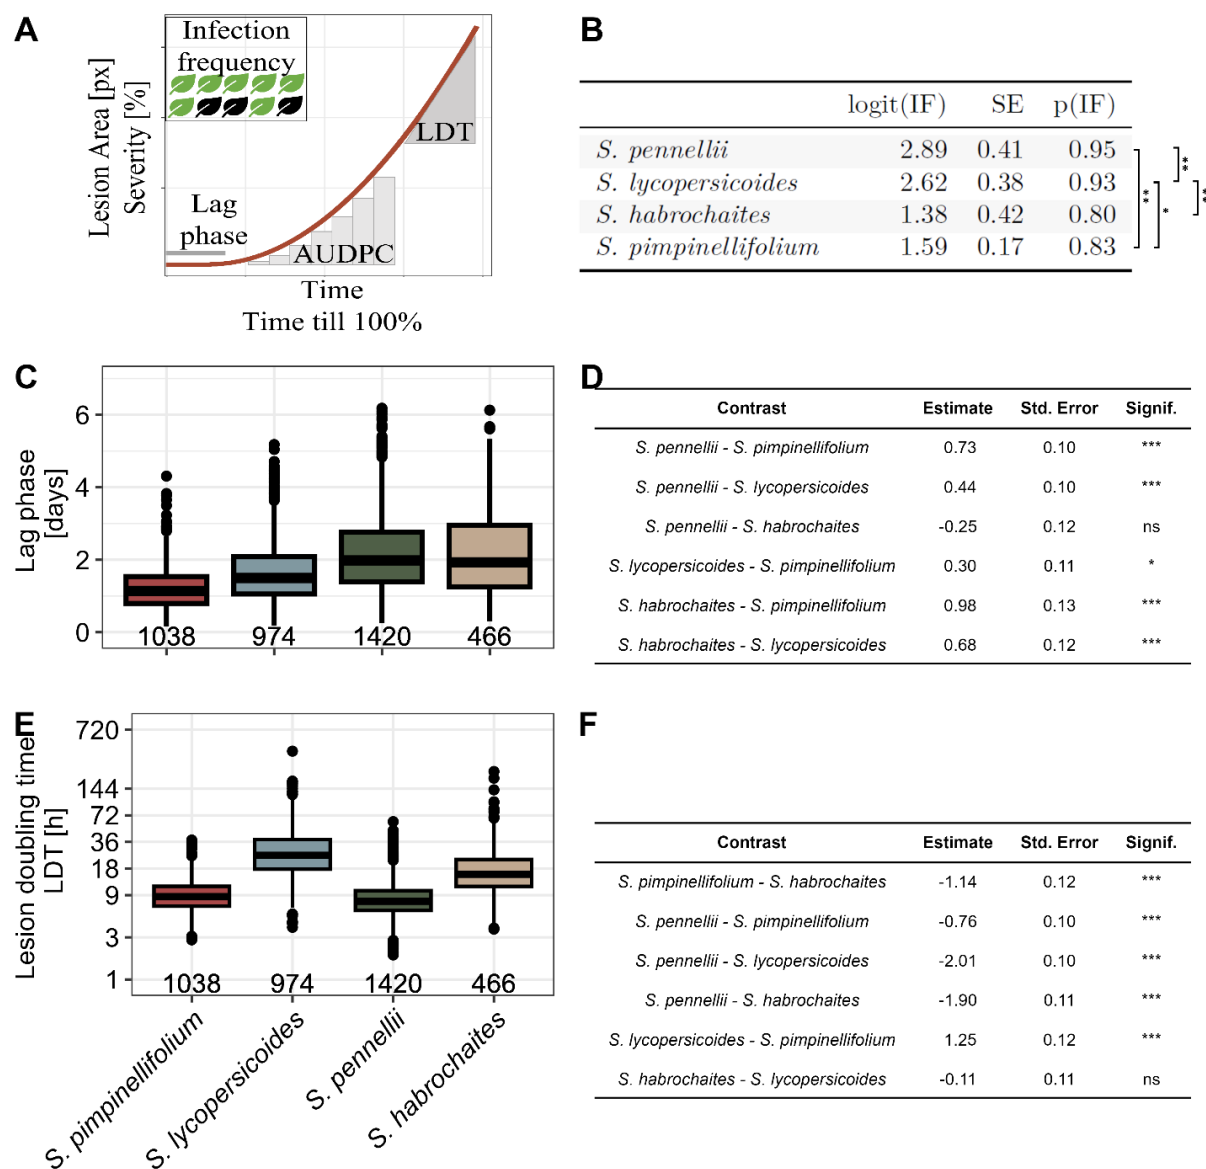 A
Infection
frequency
Lesion Area [px]
Severity [%]
Lag
phase
LDT
AUDPC
Time
Time till 100%
B
logit(IF) SE p(IF)
S. pennellii 2.89 0.41 0.95
S. lycopersicoides 2.62 0.38 0.93
S. habrochaites 1.38 0.42 0.80
S. pimpinellifolium 1.59 0.17 0.83
** * *** **
C
Lag phase
[days]
6
4
2
0
1038 974 1420 466
D
Contrast Estimate Std. Error Signif.
S. pennellii - S. pimpinellifolium 0.73 0.10 ***
S. pennellii - S. lycopersicoides 0.44 0.10 ***
S. pennellii - S. habrochaites -0.25 0.12 ns
S. lycopersicoides - S. pimpinellifolium 0.30 0.11 *
S. habrochaites - S. pimpinellifolium 0.98 0.13 ***
S. habrochaites - S. lycopersicoides 0.68 0.12 ***
E
Lesion doubling time
LDT [h]
720
144
72
36
18
9
3
1
1038 974 1420 466
S. pimpinellifolium
S. lycopersicoides
S. pennellii
S. habrochaites
F
Contrast Estimate Std. Error Signif.
S. pimpinellifolium - S. habrochaites -1.14 0.12 ***
S. pennellii - S. pimpinellifolium -0.76 0.10 ***
S. pennellii - S. lycopersicoides -2.01 0.10 ***
S. pennellii - S. habrochaites -1.90 0.11 ***
S. lycopersicoides - S. pimpinellifolium 1.25 0.12 ***
S. habrochaites - S. lycopersicoides -0.11 0.11 ns